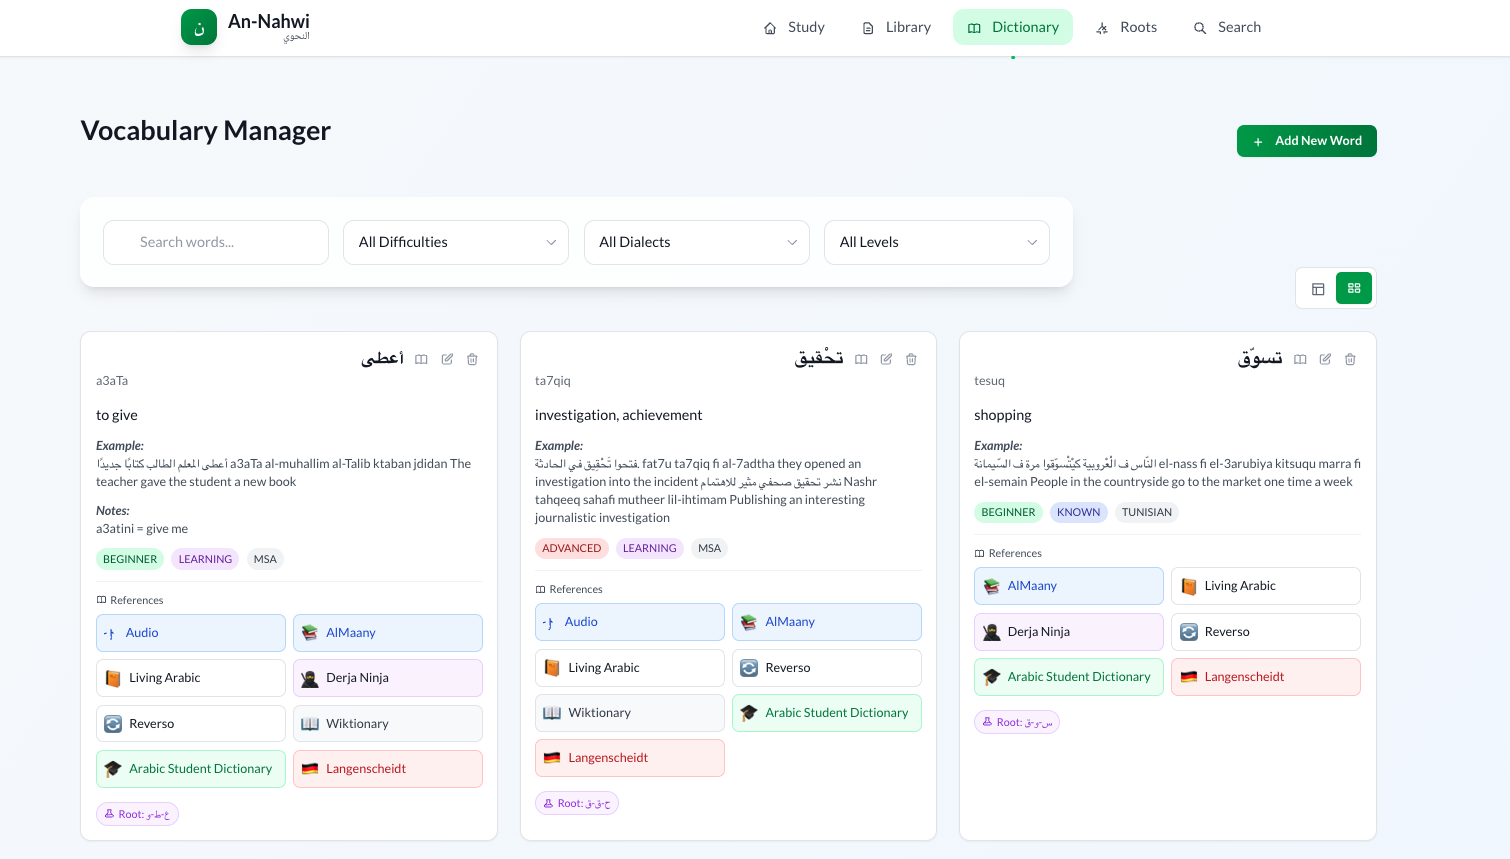 ن An-Nahwi
النحوي
Study Library Dictionary Roots Search
Vocabulary Manager
+ Add New Word
Search words... All Difficulties All Dialects All Levels
أعطى
a3aTa
to give
Example:
أعطى المعلم الطالب كتابًا جديدًا a3aTa al-muhallim al-Talib ktaban jdidan The
teacher gave the student a new book
Notes:
a3atini = give me
BEGINNER LEARNING MSA
References
Audio AlMaany
Living Arabic Derja Ninja
Reverso Wiktionary
Arabic Student Dictionary Langenscheidt
Root: ع-ط-و
تحْقيق
ta7qiq
investigation, achievement
Example:
فتحوا تَحْقِيق في الحادثة. fat7u ta7qiq fi al-7adtha they opened an
investigation into the incident نشر تحقيق صحفي مثير للاهتمام Nashr
tahqeeq sahafi mutheer lil-ihtimam Publishing an interesting
journalistic investigation
ADVANCED LEARNING MSA
References
Audio AlMaany
Living Arabic Reverso
Wiktionary Arabic Student Dictionary
Langenscheidt
Root: ح-ق-ق
تسوّق
tesuq
shopping
Example:
النّاس ف الْعْروبية كيْتْسوّقوا مرة ف السّيمانة el-nass fi el-3arubiya kitsuqu marra fi
el-semain People in the countryside go to the market one time a week
BEGINNER KNOWN TUNISIAN
References
AlMaany Living Arabic
Derja Ninja Reverso
Arabic Student Dictionary Langenscheidt
Root: س-و-ق